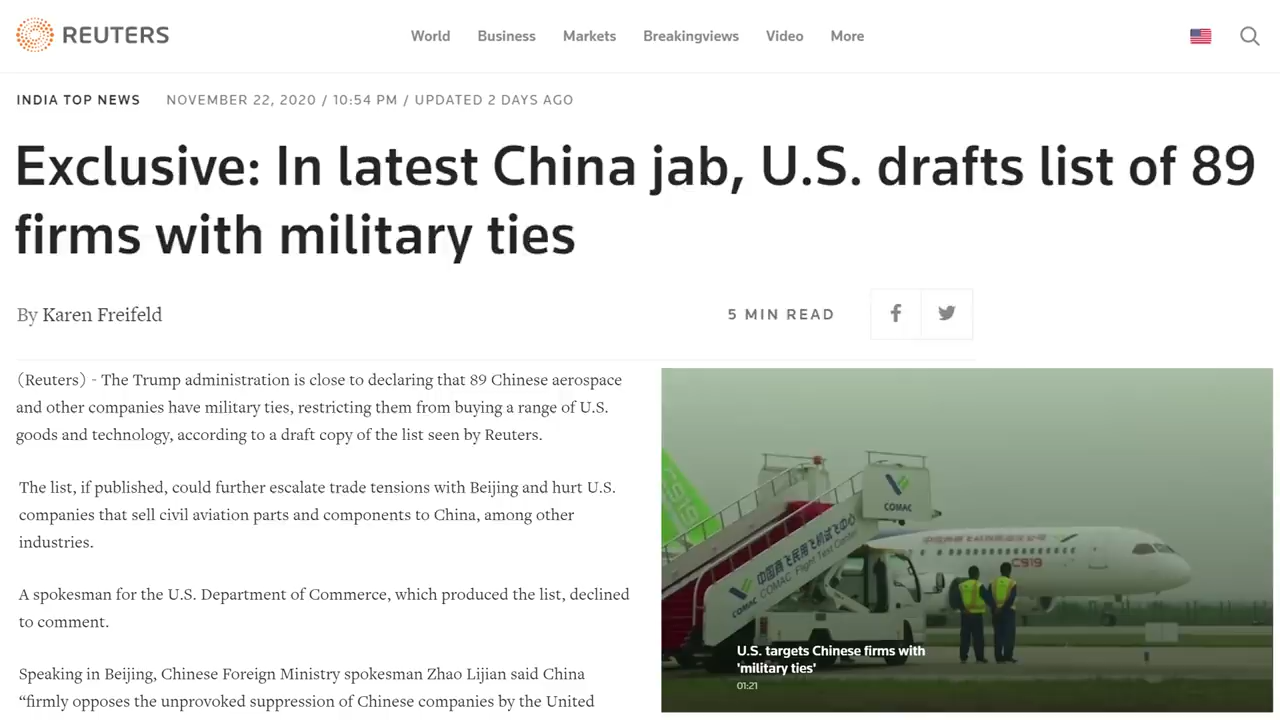 REUTERS
World Business Markets Breakingviews Video More
INDIA TOP NEWS NOVEMBER 22, 2020 / 10:54 PM / UPDATED 2 DAYS AGO
Exclusive: In latest China jab, U.S. drafts list of 89
firms with military ties
By Karen Freifeld
5 MIN READ
(Reuters) - The Trump administration is close to declaring that 89 Chinese aerospace
and other companies have military ties, restricting them from buying a range of U.S.
goods and technology, according to a draft copy of the list seen by Reuters.
The list, if published, could further escalate trade tensions with Beijing and hurt U.S.
companies that sell civil aviation parts and components to China, among other
industries.
A spokesman for the U.S. Department of Commerce, which produced the list, declined
to comment.
Speaking in Beijing, Chinese Foreign Ministry spokesman Zhao Lijian said China
“firmly opposes the unprovoked suppression of Chinese companies by the United
C919
COMAC
COMAC Flight Test Center
C919
U.S. targets Chinese firms with
'military ties'
01:21